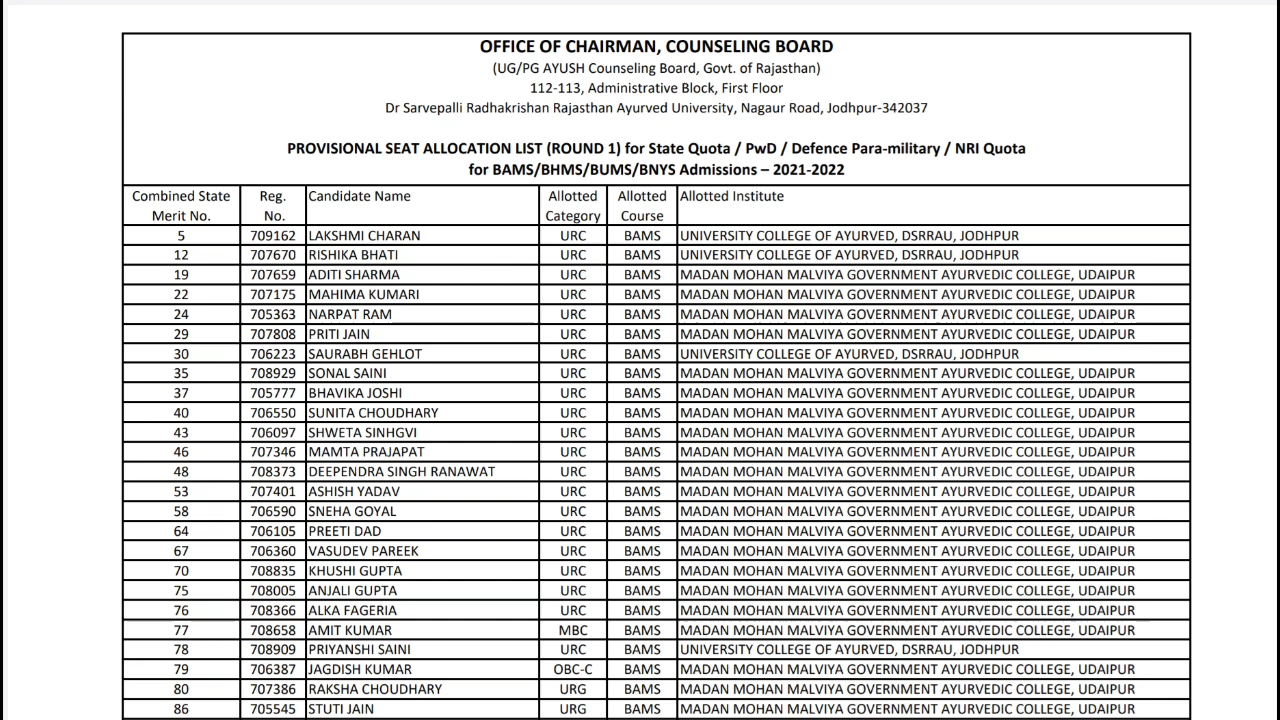 OFFICE OF CHAIRMAN, COUNSELING BOARD
(UG/PG AYUSH Counseling Board, Govt. of Rajasthan)
112-113, Administrative Block, First Floor
Dr Sarvepalli Radhakrishan Rajasthan Ayurved University, Nagaur Road, Jodhpur-342037
PROVISIONAL SEAT ALLOCATION LIST (ROUND 1) for State Quota / PwD / Defence Para-military / NRI Quota
for BAMS/BHMS/BUMS/BNYS Admissions – 2021-2022
Combined State Merit No. Reg. No. Candidate Name Allotted Category Allotted Course Allotted Institute
5 709162 LAKSHMI CHARAN URC BAMS UNIVERSITY COLLEGE OF AYURVED, DSRRAU, JODHPUR
12 707670 RISHIKA BHATI URC BAMS UNIVERSITY COLLEGE OF AYURVED, DSRRAU, JODHPUR
19 707659 ADITI SHARMA URC BAMS MADAN MOHAN MALVIYA GOVERNMENT AYURVEDIC COLLEGE, UDAIPUR
22 707175 MAHIMA KUMARI URC BAMS MADAN MOHAN MALVIYA GOVERNMENT AYURVEDIC COLLEGE, UDAIPUR
24 705363 NARPAT RAM URC BAMS MADAN MOHAN MALVIYA GOVERNMENT AYURVEDIC COLLEGE, UDAIPUR
29 707808 PRITI JAIN URC BAMS MADAN MOHAN MALVIYA GOVERNMENT AYURVEDIC COLLEGE, UDAIPUR
30 706223 SAURABH GEHLOT URC BAMS UNIVERSITY COLLEGE OF AYURVED, DSRRAU, JODHPUR
35 708929 SONAL SAINI URC BAMS MADAN MOHAN MALVIYA GOVERNMENT AYURVEDIC COLLEGE, UDAIPUR
37 705777 BHAVIKA JOSHI URC BAMS MADAN MOHAN MALVIYA GOVERNMENT AYURVEDIC COLLEGE, UDAIPUR
40 706550 SUNITA CHOUDHARY URC BAMS MADAN MOHAN MALVIYA GOVERNMENT AYURVEDIC COLLEGE, UDAIPUR
43 706097 SHWETA SINHGVI URC BAMS MADAN MOHAN MALVIYA GOVERNMENT AYURVEDIC COLLEGE, UDAIPUR
46 707346 MAMTA PRAJAPAT URC BAMS MADAN MOHAN MALVIYA GOVERNMENT AYURVEDIC COLLEGE, UDAIPUR
48 708373 DEEPENDRA SINGH RANAWAT URC BAMS MADAN MOHAN MALVIYA GOVERNMENT AYURVEDIC COLLEGE, UDAIPUR
53 707401 ASHISH YADAV URC BAMS MADAN MOHAN MALVIYA GOVERNMENT AYURVEDIC COLLEGE, UDAIPUR
58 706590 SNEHA GOYAL URC BAMS MADAN MOHAN MALVIYA GOVERNMENT AYURVEDIC COLLEGE, UDAIPUR
64 706105 PREETI DAD URC BAMS MADAN MOHAN MALVIYA GOVERNMENT AYURVEDIC COLLEGE, UDAIPUR
67 706360 VASUDEV PAREEK URC BAMS MADAN MOHAN MALVIYA GOVERNMENT AYURVEDIC COLLEGE, UDAIPUR
70 708835 KHUSHI GUPTA URC BAMS MADAN MOHAN MALVIYA GOVERNMENT AYURVEDIC COLLEGE, UDAIPUR
75 708005 ANJALI GUPTA URC BAMS MADAN MOHAN MALVIYA GOVERNMENT AYURVEDIC COLLEGE, UDAIPUR
76 708366 ALKA FAGERIA URC BAMS MADAN MOHAN MALVIYA GOVERNMENT AYURVEDIC COLLEGE, UDAIPUR
77 708658 AMIT KUMAR MBC BAMS MADAN MOHAN MALVIYA GOVERNMENT AYURVEDIC COLLEGE, UDAIPUR
78 708909 PRIYANSHI SAINI URC BAMS UNIVERSITY COLLEGE OF AYURVED, DSRRAU, JODHPUR
79 706387 JAGDISH KUMAR OBC-C BAMS MADAN MOHAN MALVIYA GOVERNMENT AYURVEDIC COLLEGE, UDAIPUR
80 707386 RAKSHA CHOUDHARY URG BAMS MADAN MOHAN MALVIYA GOVERNMENT AYURVEDIC COLLEGE, UDAIPUR
86 705545 STUTI JAIN URG BAMS MADAN MOHAN MALVIYA GOVERNMENT AYURVEDIC COLLEGE, UDAIPUR